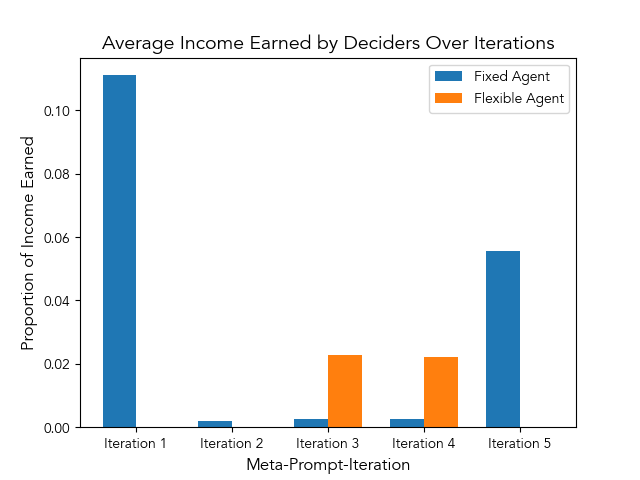 Average Income Earned by Deciders Over Iterations
Fixed Agent
Flexible Agent
Proportion of Income Earned
0.10
0.08
0.06
0.04
0.02
0.00
Iteration 1 Iteration 2 Iteration 3 Iteration 4 Iteration 5
Meta-Prompt-Iteration